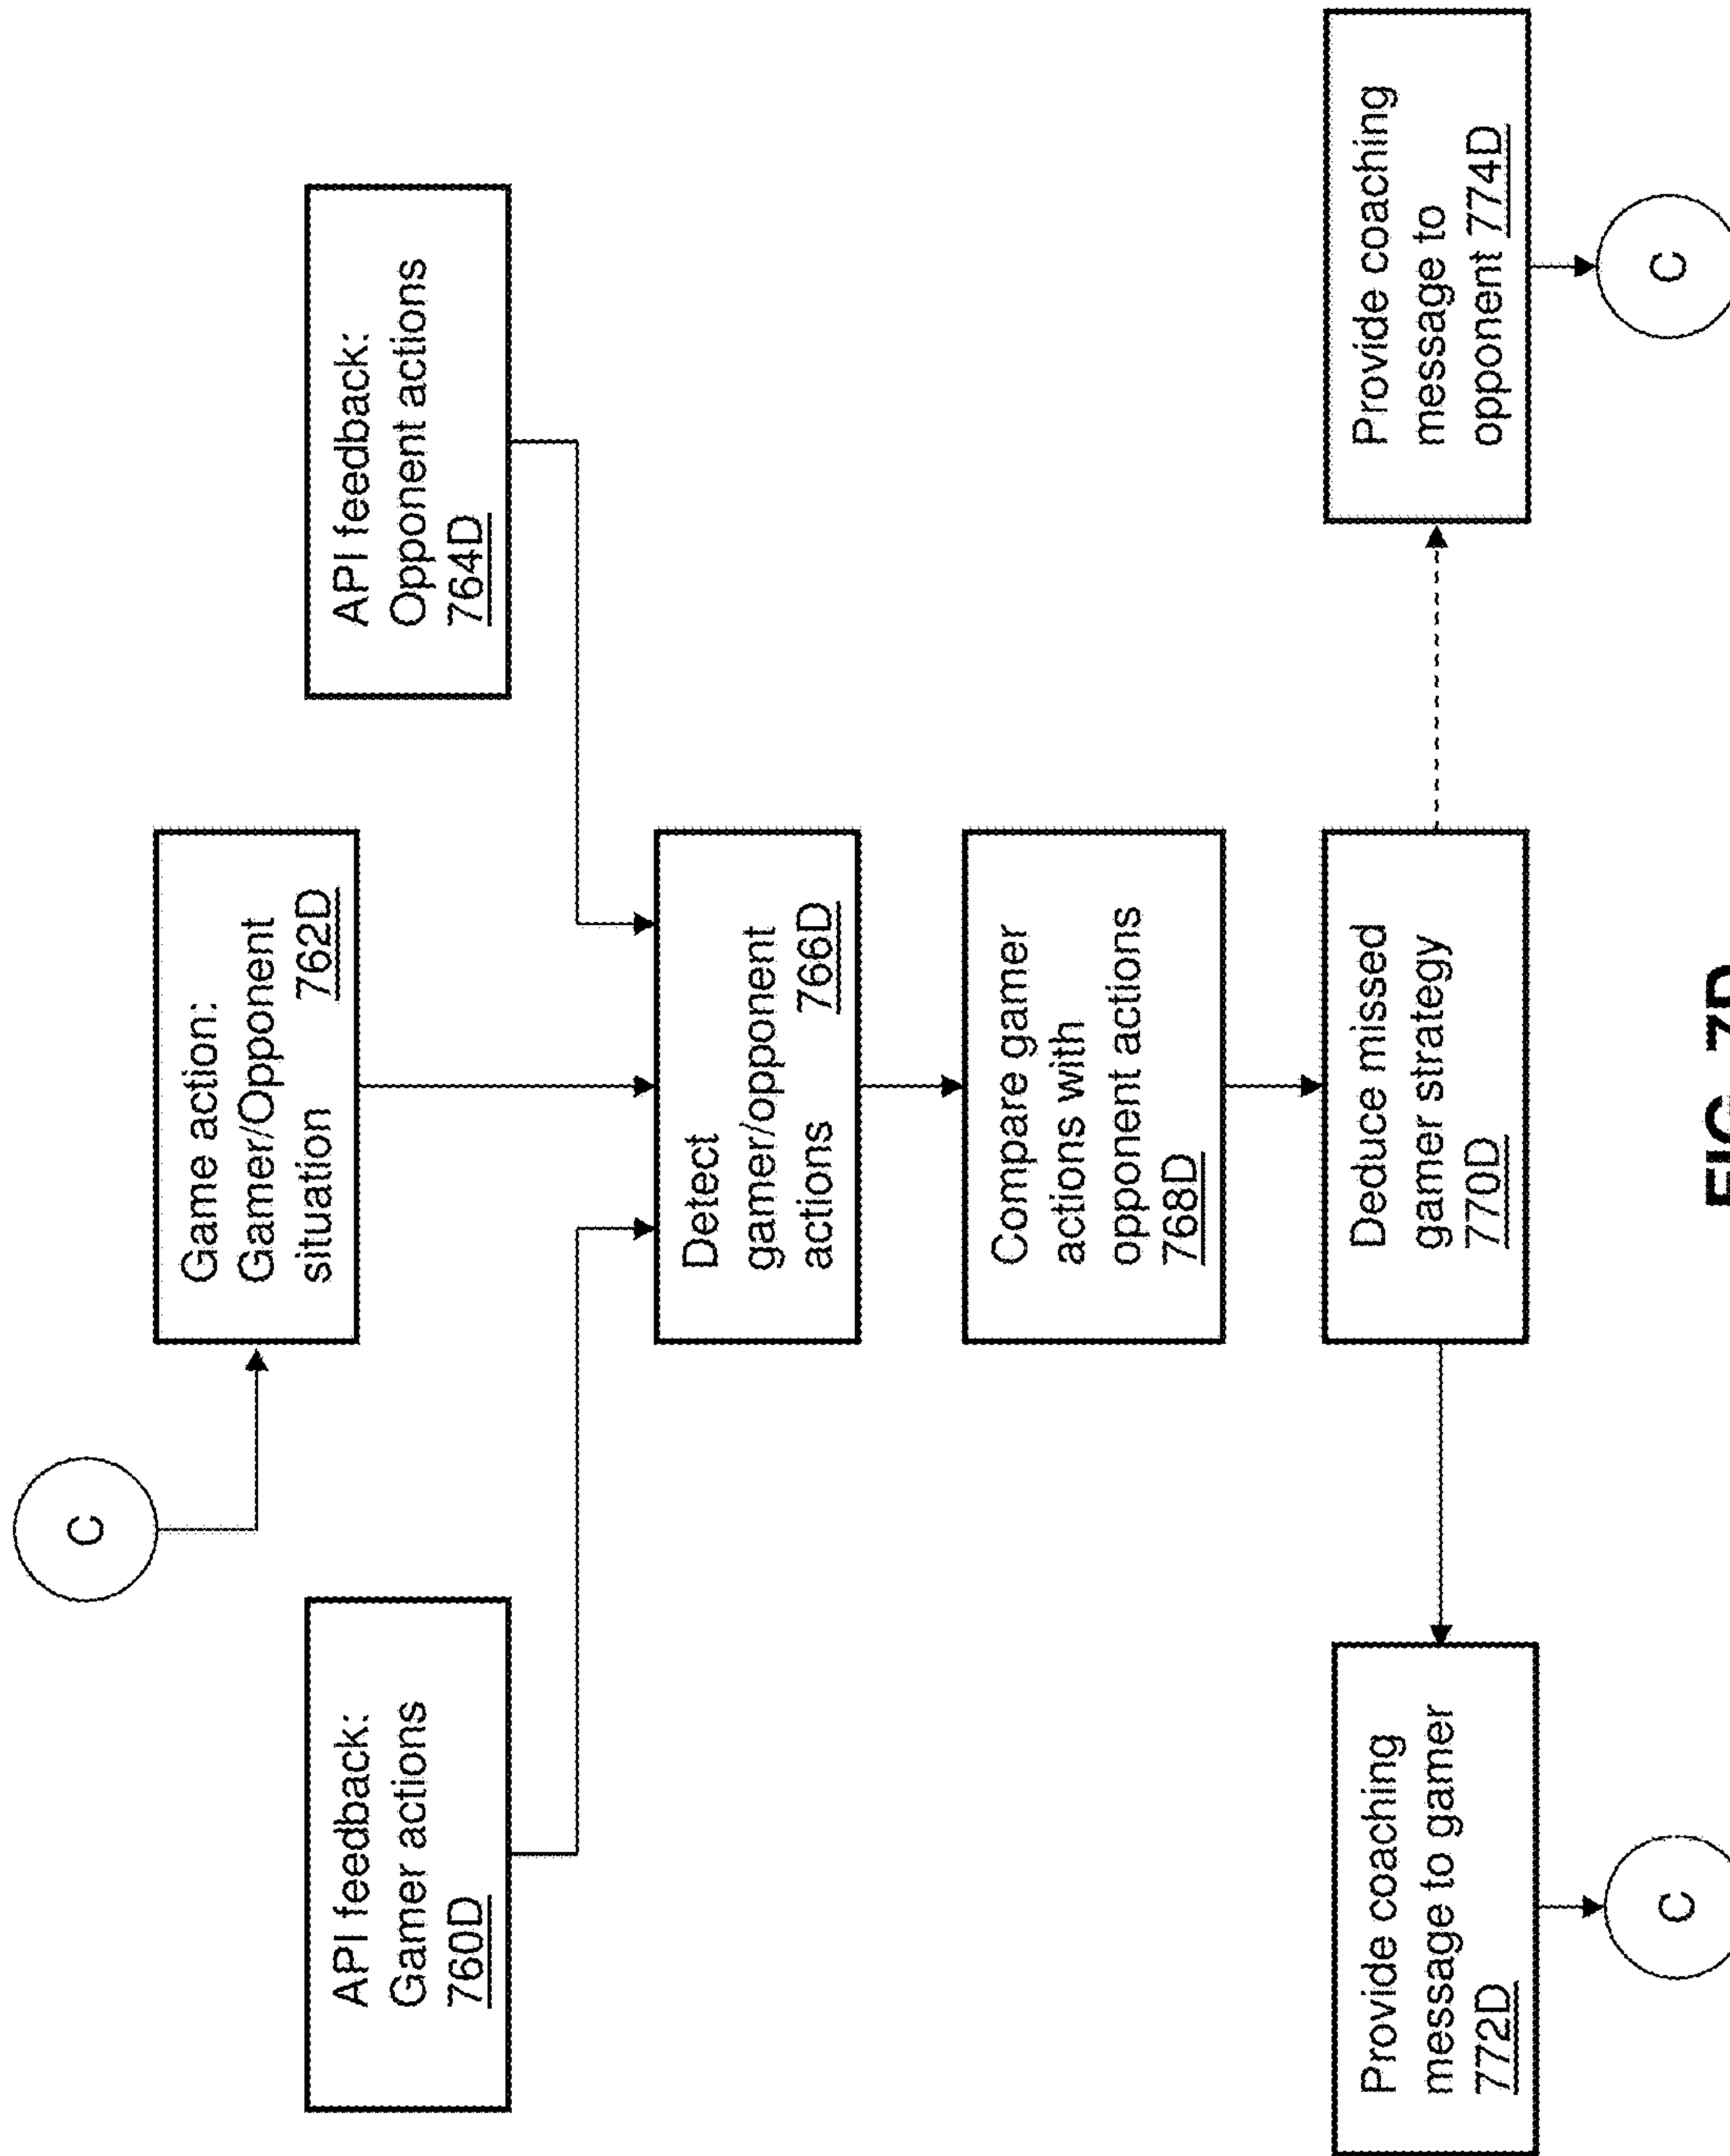 C
Game action:
Gamer/Opponent
situation 762D
API feedback:
Gamer actions
760D
API feedback:
Opponent actions
764D
Detect
gamer/opponent
actions 766D
Compare gamer
actions with
opponent actions
768D
Deduce missed
gamer strategy
770D
Provide coaching
message to gamer
772D
Provide coaching
message to
opponent 774D
C
C
FIG. 7D